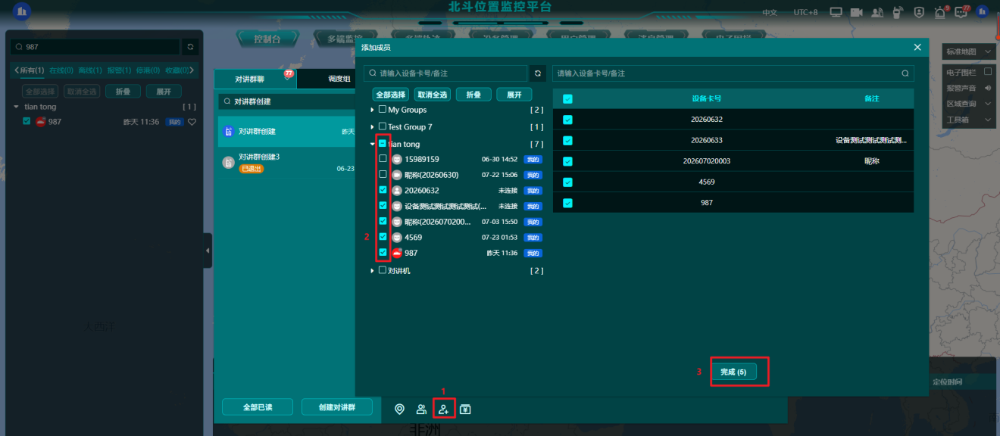 北斗位置监控平台
中文
UTC+8
9
77
控制台
多端监控
设备管理
消息管理
电子围栏
987
所有(1) 在线(0) 离线(1) 报警(1) 停港(0) 收藏(0)
全部选择 取消全选 折叠 展开
tian tong [ 1 ]
987 昨天 11:36 我的
对讲群聊 77 调度组
对讲群创建
对讲群创建 昨天
对讲群创建3
已退出 06-23
全部已读 创建对讲群
添加成员
请输入设备卡号/备注
全部选择 取消全选 折叠 展开
My Groups [ 2 ]
Test Group 7 [ 1 ]
tian tong [ 7 ]
15989159 06-30 14:52 我的
昵称(20260630) 07-22 15:06 我的
20260632 未连接 我的
设备测试测试测试测试(... 未连接 我的
昵称(2026070200... 07-03 15:50 我的
4569 07-23 01:53 我的
987 昨天 11:36 我的
对讲机 [ 2 ]
2
请输入设备卡号/备注
设备卡号 备注
20260632
20260633 设备测试测试测试测...
202607020003 昵称
4569
987
3
完成 (5)
1
标准地图
电子围栏
报警声音
区域查询
工具箱
定位时间
大西洋
非洲